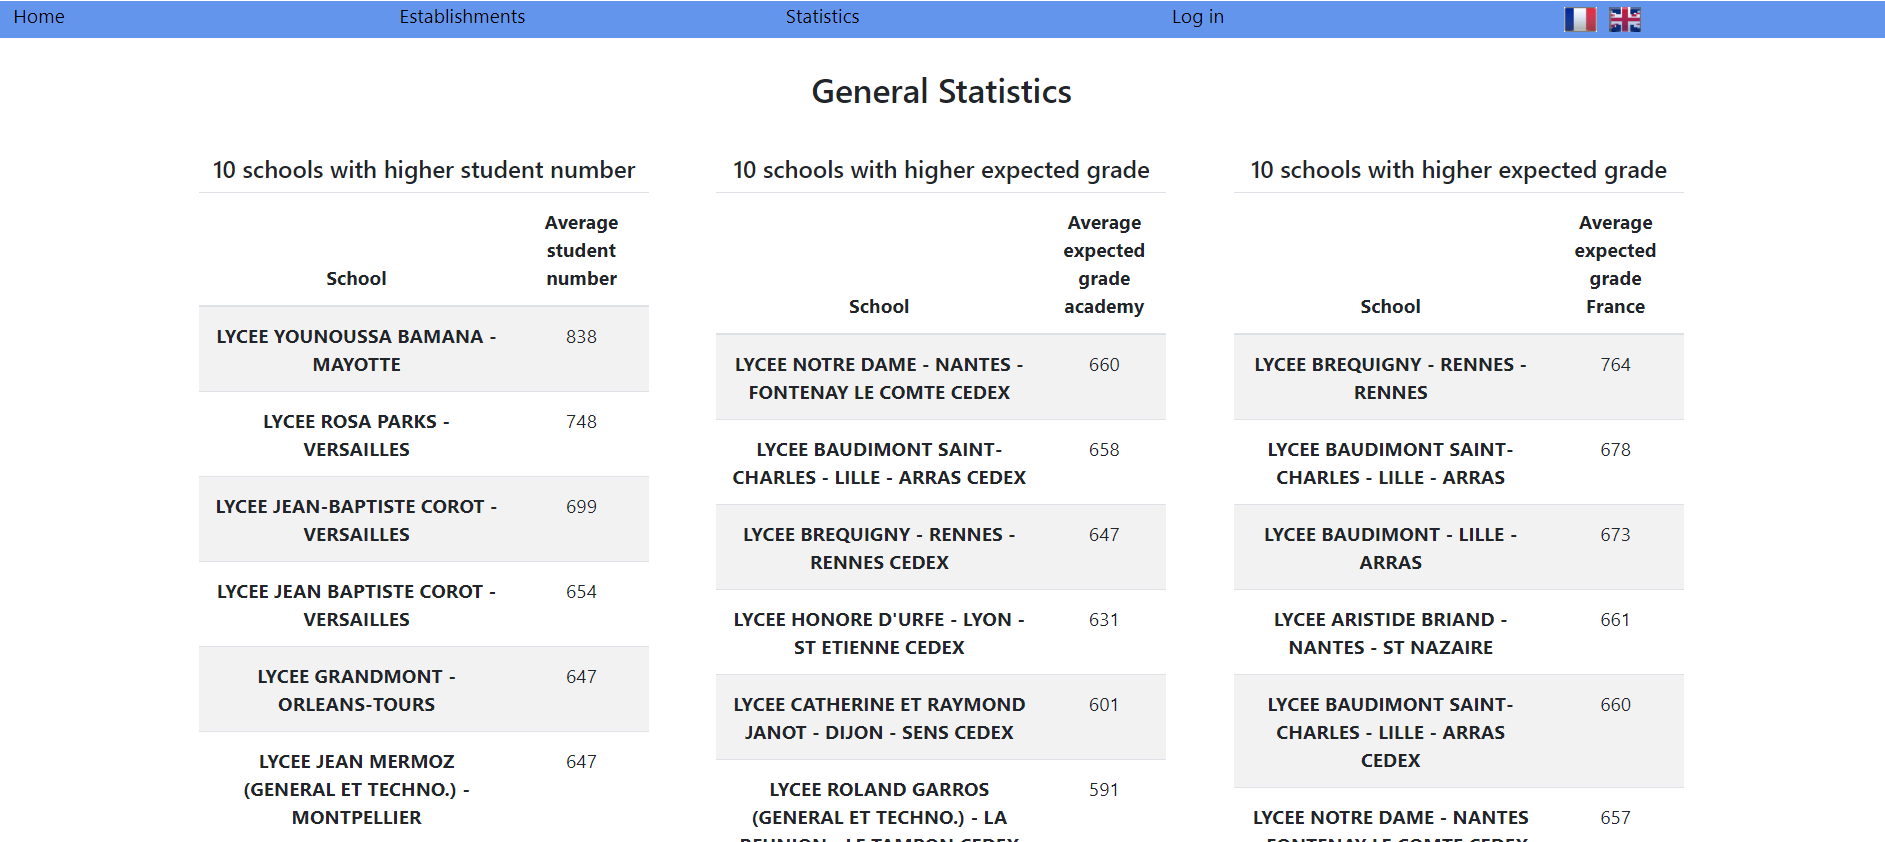 Home
Establishments
Statistics
Log in
General Statistics
10 schools with higher student number
Average
student
School number
LYCEE YOUNOUSSA BAMANA - 838
MAYOTTE
LYCEE ROSA PARKS - 748
VERSAILLES
LYCEE JEAN-BAPTISTE COROT - 699
VERSAILLES
LYCEE JEAN BAPTISTE COROT - 654
VERSAILLES
LYCEE GRANDMONT - 647
ORLEANS-TOURS
LYCEE JEAN MERMOZ 647
(GENERAL ET TECHNO.) -
MONTPELLIER
10 schools with higher expected grade
Average
expected
grade
School academy
LYCEE NOTRE DAME - NANTES - 660
FONTENAY LE COMTE CEDEX
LYCEE BAUDIMONT SAINT- 658
CHARLES - LILLE - ARRAS CEDEX
LYCEE BREQUIGNY - RENNES - 647
RENNES CEDEX
LYCEE HONORE D'URFE - LYON - 631
ST ETIENNE CEDEX
LYCEE CATHERINE ET RAYMOND 601
JANOT - DIJON - SENS CEDEX
LYCEE ROLAND GARROS 591
(GENERAL ET TECHNO.) - LA
REUNION - LE TAMPON CEDEX
10 schools with higher expected grade
Average
expected
grade
School France
LYCEE BREQUIGNY - RENNES - 764
RENNES
LYCEE BAUDIMONT SAINT- 678
CHARLES - LILLE - ARRAS
LYCEE BAUDIMONT - LILLE - 673
ARRAS
LYCEE ARISTIDE BRIAND - 661
NANTES - ST NAZAIRE
LYCEE BAUDIMONT SAINT- 660
CHARLES - LILLE - ARRAS
CEDEX
LYCEE NOTRE DAME - NANTES 657
FONTENAY LE COMTE CEDEX